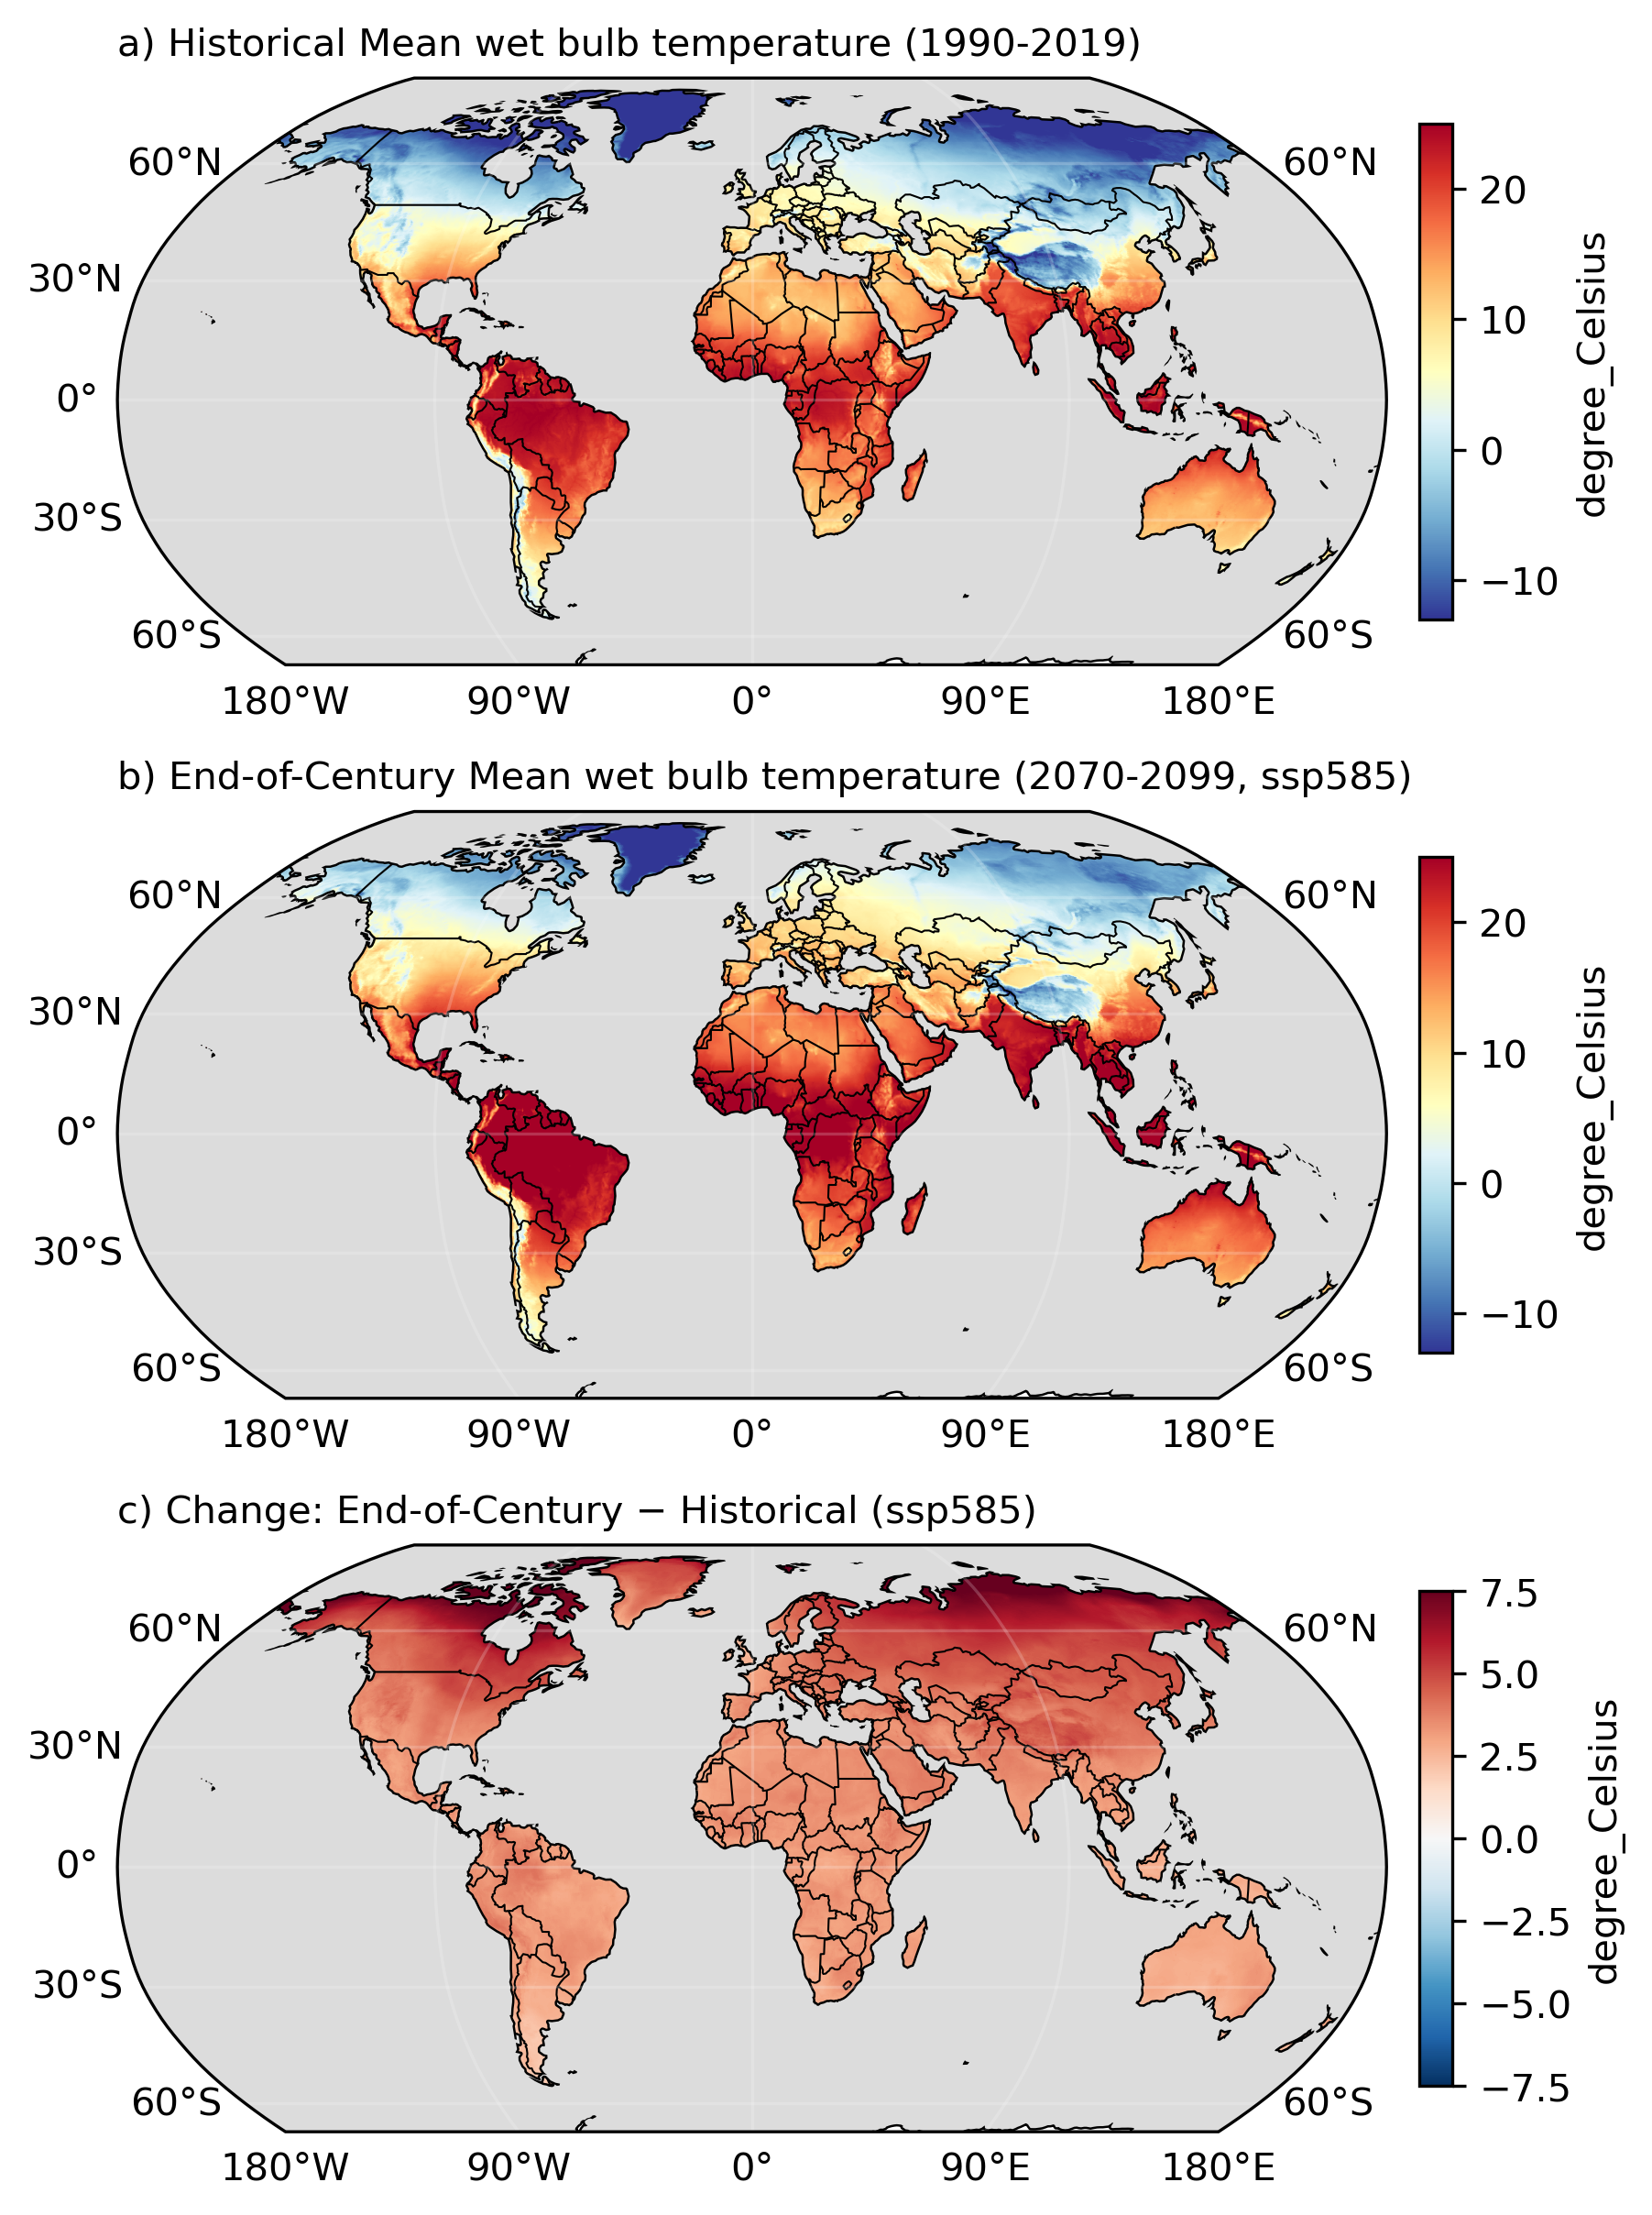 a) Historical Mean wet bulb temperature (1990-2019)
60°N
60°N
30°N
0°
30°S
60°S
60°S
180°W 90°W 0° 90°E 180°E
20
10
0
−10
degree_Celsius
b) End-of-Century Mean wet bulb temperature (2070-2099, ssp585)
60°N
60°N
30°N
0°
30°S
60°S
60°S
180°W 90°W 0° 90°E 180°E
20
10
0
−10
degree_Celsius
c) Change: End-of-Century − Historical (ssp585)
60°N
60°N
30°N
0°
30°S
60°S
60°S
180°W 90°W 0° 90°E 180°E
7.5
5.0
2.5
0.0
−2.5
−5.0
−7.5
degree_Celsius